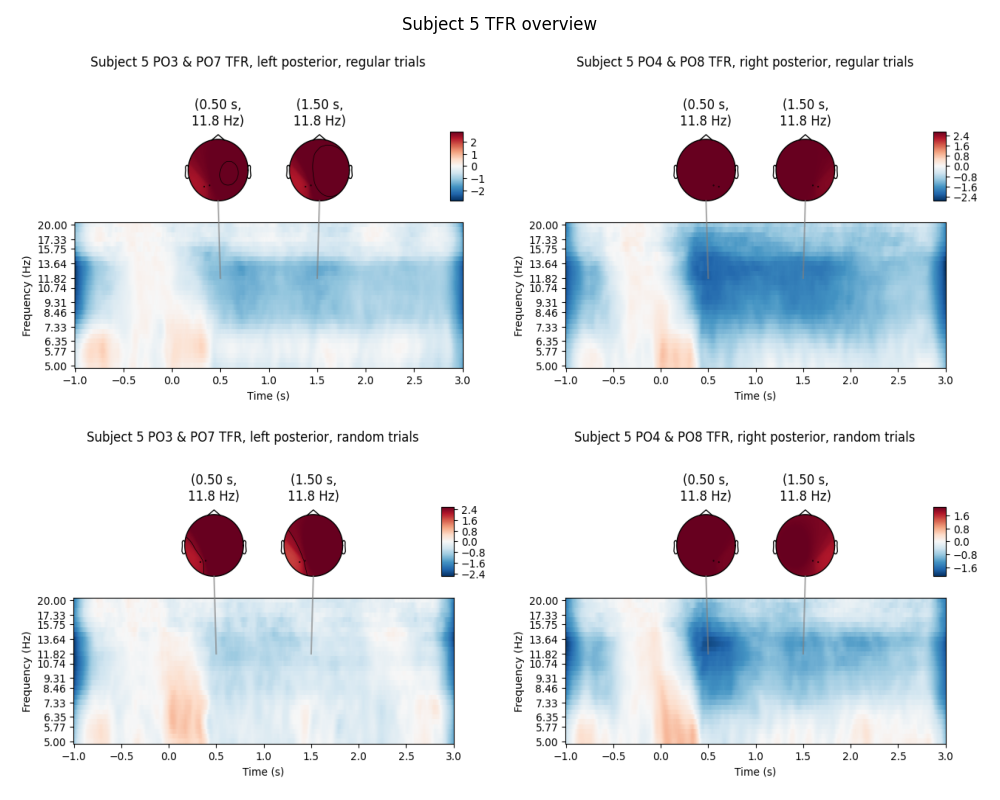 Subject 5 TFR overview
Subject 5 PO3 & PO7 TFR, left posterior, regular trials
(0.50 s,
11.8 Hz)
(1.50 s,
11.8 Hz)
2
1
0
−1
−2
Frequency (Hz)
20.00
17.33
15.75
13.64
11.82
10.74
9.31
8.46
7.33
6.35
5.77
5.00
−1.0 −0.5 0.0 0.5 1.0 1.5 2.0 2.5 3.0
Time (s)
Subject 5 PO4 & PO8 TFR, right posterior, regular trials
(0.50 s,
11.8 Hz)
(1.50 s,
11.8 Hz)
2.4
1.6
0.8
0.0
−0.8
−1.6
−2.4
Frequency (Hz)
20.00
17.33
15.75
13.64
11.82
10.74
9.31
8.46
7.33
6.35
5.77
5.00
−1.0 −0.5 0.0 0.5 1.0 1.5 2.0 2.5 3.0
Time (s)
Subject 5 PO3 & PO7 TFR, left posterior, random trials
(0.50 s,
11.8 Hz)
(1.50 s,
11.8 Hz)
2.4
1.6
0.8
0.0
−0.8
−1.6
−2.4
Frequency (Hz)
20.00
17.33
15.75
13.64
11.82
10.74
9.31
8.46
7.33
6.35
5.77
5.00
−1.0 −0.5 0.0 0.5 1.0 1.5 2.0 2.5 3.0
Time (s)
Subject 5 PO4 & PO8 TFR, right posterior, random trials
(0.50 s,
11.8 Hz)
(1.50 s,
11.8 Hz)
1.6
0.8
0.0
−0.8
−1.6
Frequency (Hz)
20.00
17.33
15.75
13.64
11.82
10.74
9.31
8.46
7.33
6.35
5.77
5.00
−1.0 −0.5 0.0 0.5 1.0 1.5 2.0 2.5 3.0
Time (s)